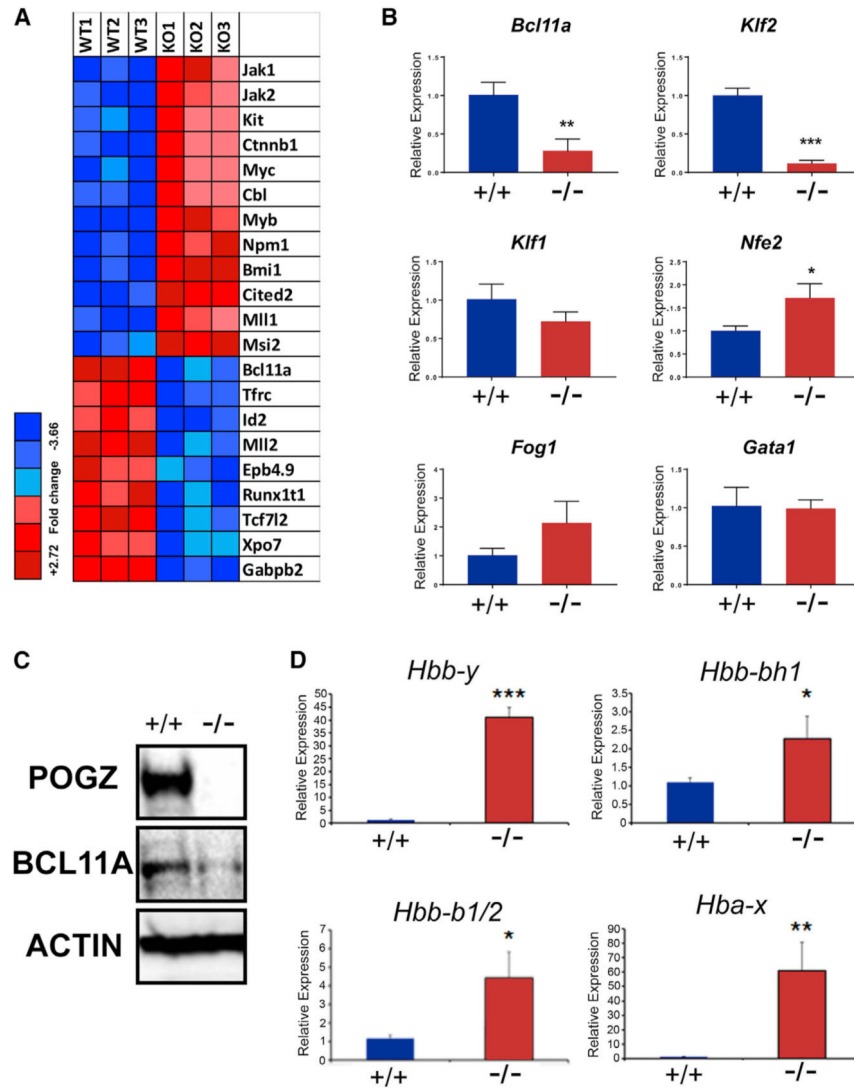 A
WT1 WT2 WT3 KO1 KO2 KO3
Jak1
Jak2
Kit
Ctnnb1
Myc
Cbl
Myb
Npm1
Bmi1
Cited2
Mll1
Msi2
Bcl11a
Tfrc
Id2
Mll2
Epb4.9
Runx1t1
Tcf7l2
Xpo7
Gabpb2
+2.72 Fold change -3.66
B
Bcl11a
Relative Expression
1.5
1.0
0.5
0.0
**
+/+ −/−
Klf2
Relative Expression
1.5
1.0
0.5
0.0
***
+/+ −/−
Klf1
Relative Expression
1.5
1.0
0.5
0.0
+/+ −/−
Nfe2
Relative Expression
2.5
2.0
1.5
1.0
0.5
0.0
*
+/+ −/−
Fog1
Relative Expression
4
3
2
1
0
+/+ −/−
Gata1
Relative Expression
1.5
1.0
0.5
0.0
+/+ −/−
C
+/+ −/−
POGZ
BCL11A
ACTIN
D
Hbb-y
Relative Expression
50
45
40
35
30
25
20
15
10
5
0
***
+/+ −/−
Hbb-bh1
Relative Expression
3.5
3.0
2.5
2.0
1.5
1.0
0.5
0
*
+/+ −/−
Hbb-b1/2
Relative Expression
7
6
5
4
3
2
1
0
*
+/+ −/−
Hba-x
Relative Expression
90
80
70
60
50
40
30
20
10
0
**
+/+ −/−